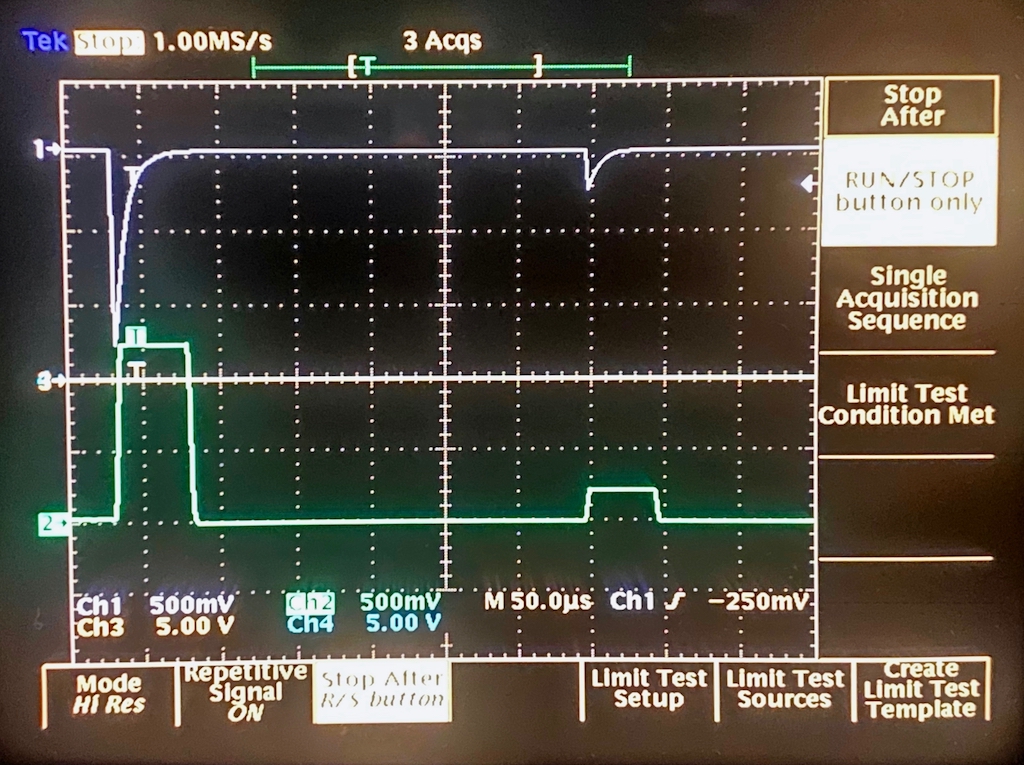 Tek Stop: 1.00MS/s 3 Acqs
[T ]
Stop
After
1
T
RUN/STOP
button only
Single
Acquisition
Sequence
T
T
3
Limit Test
Condition Met
2
Ch1 500mV Ch2 500mV M 50.0µs Ch1 ƒ -250mV
Ch3 5.00 V Ch4 5.00 V
Mode
Hi Res
Repetitive
Signal
ON
Stop After
R/S button
Limit Test
Setup
Limit Test
Sources
Create
Limit Test
Template